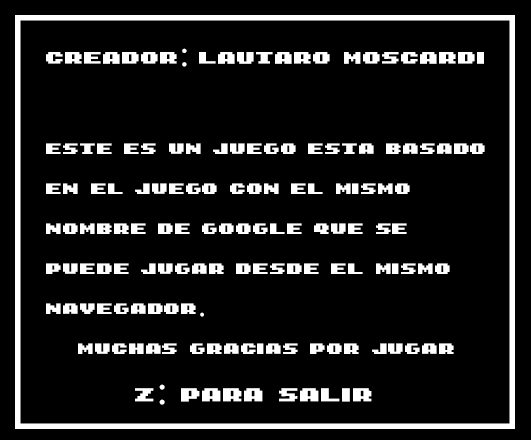 CREADOR: LAUTARO MOSCARDI
ESTE ES UN JUEGO ESTA BASADO
EN EL JUEGO CON EL MISMO
NOMBRE DE GOOGLE QUE SE
PUEDE JUGAR DESDE EL MISMO
NAVEGADOR.
MUCHAS GRACIAS POR JUGAR
Z: PARA SALIR